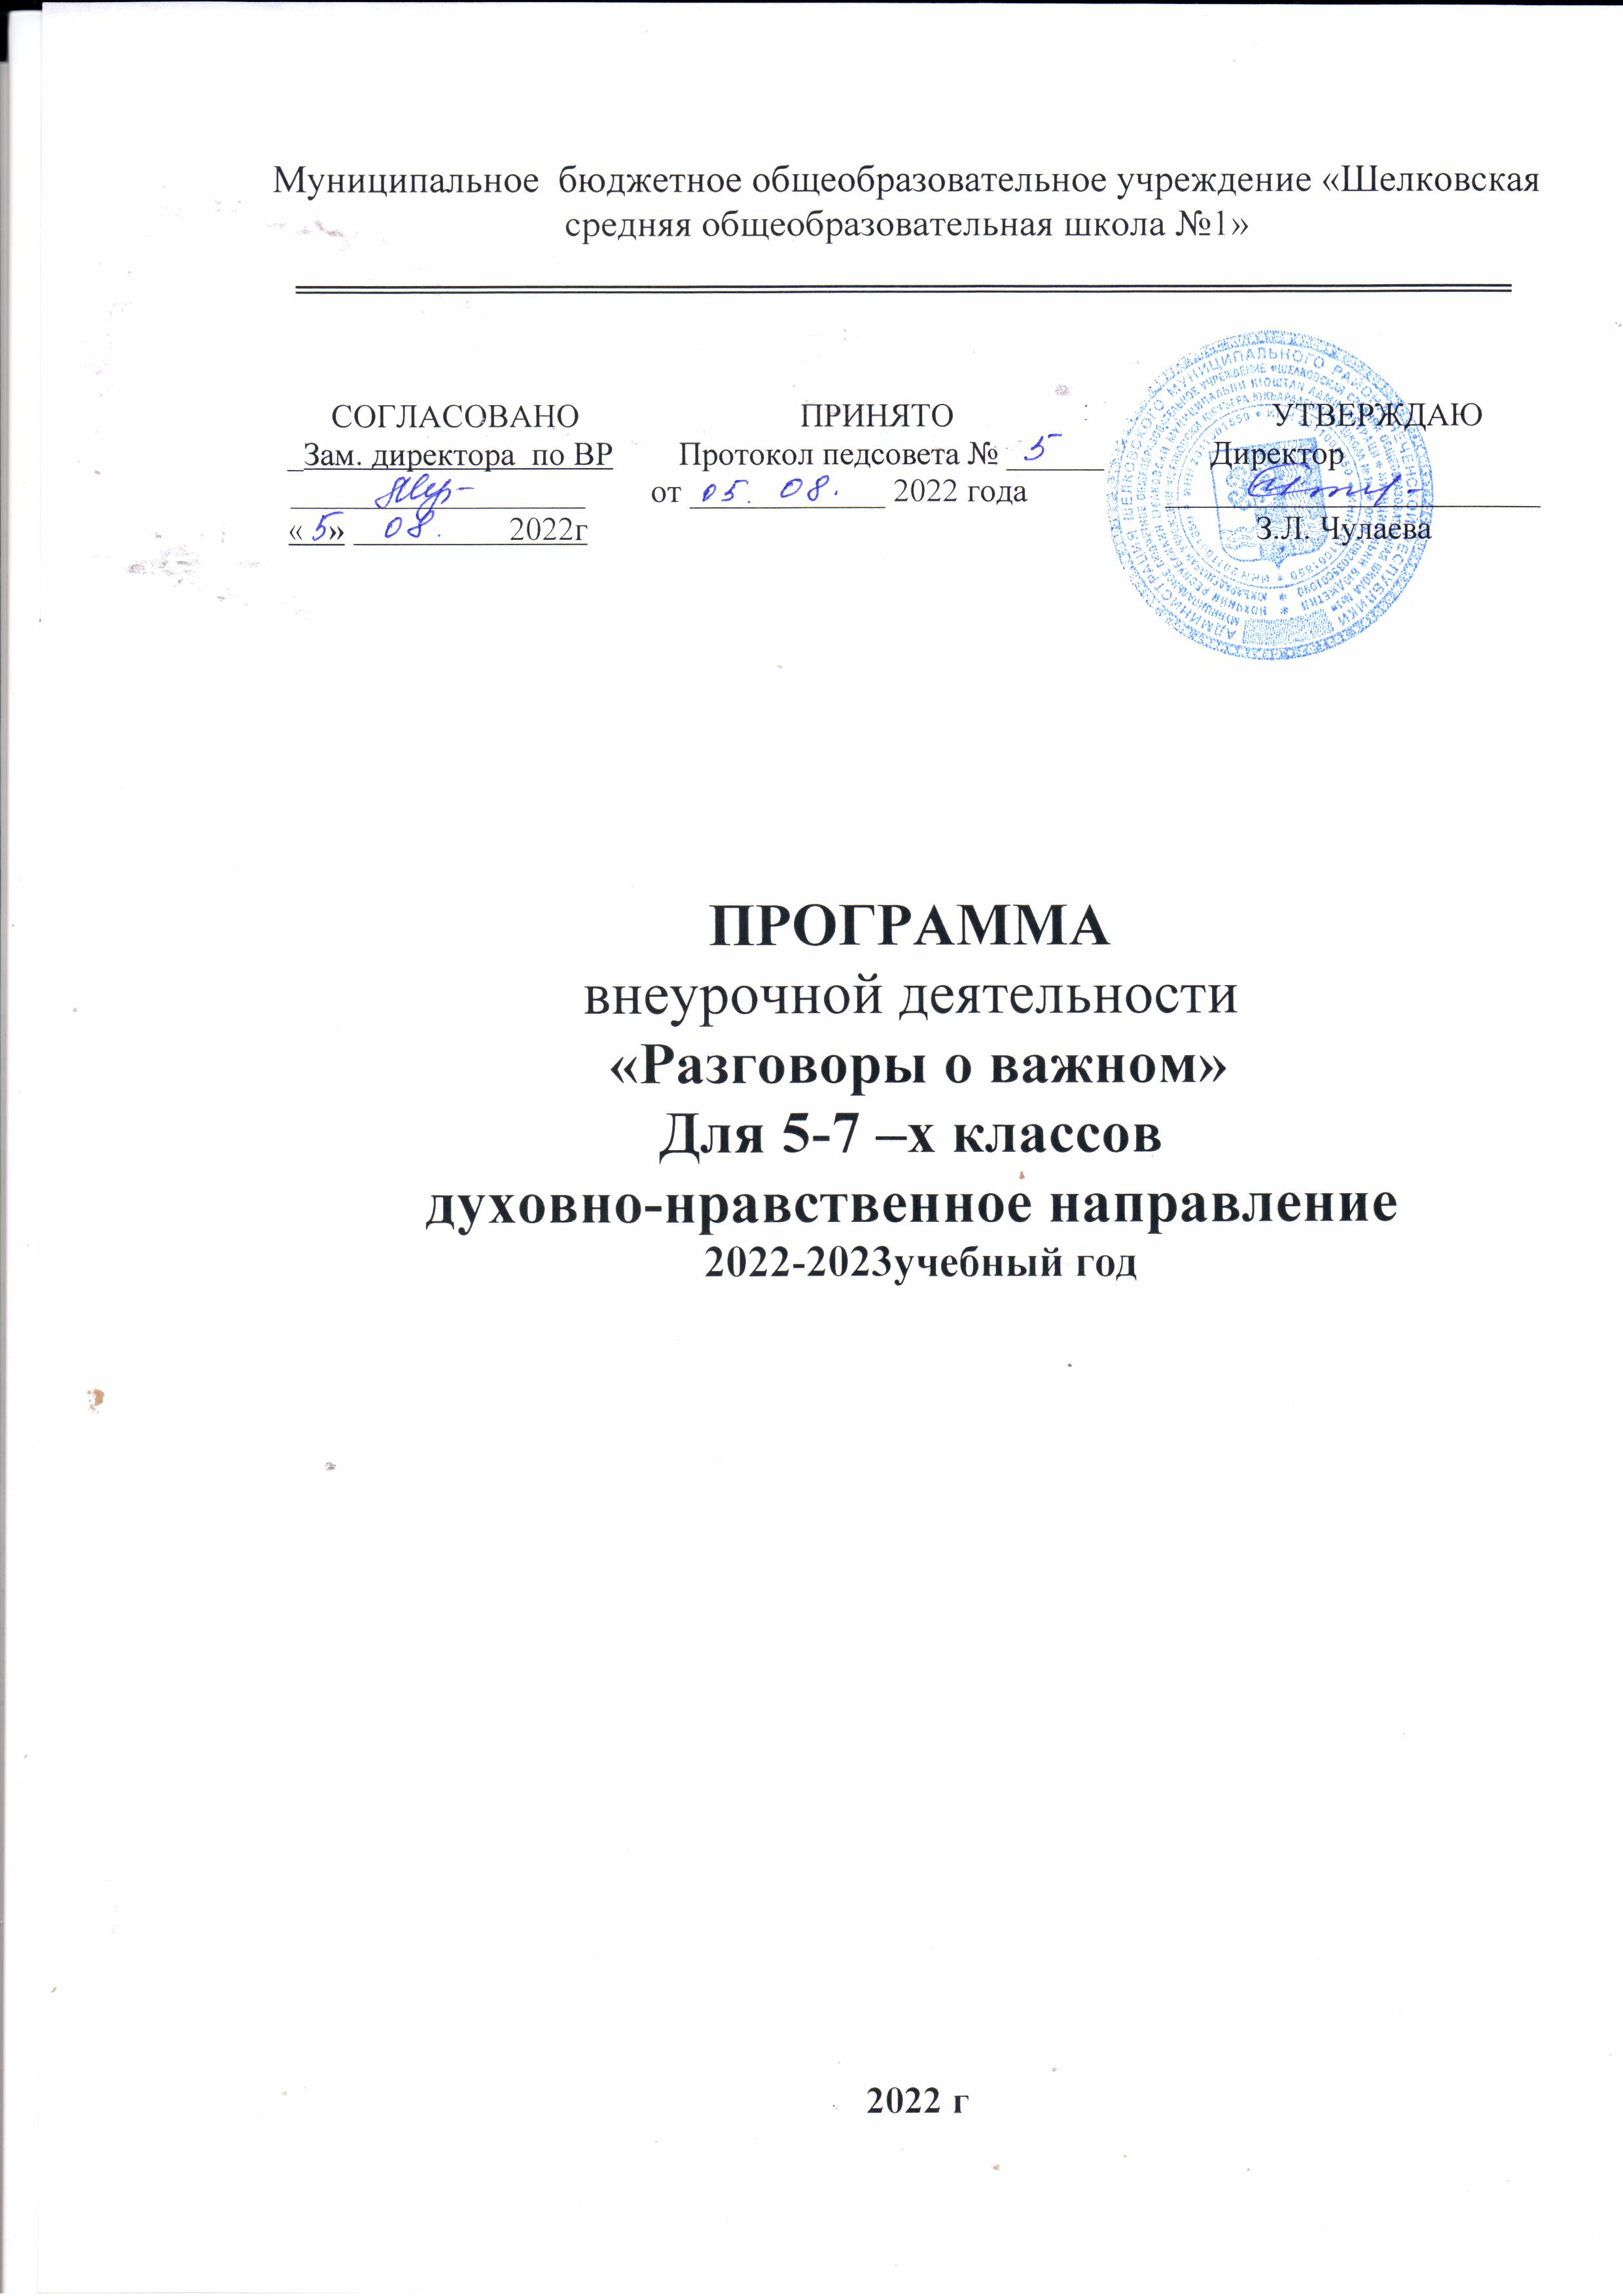 Муниципальное бюджетное общеобразовательное учреждение «Шелковская
средняя общеобразовательная школа №1»
СОГЛАСОВАНО
_Зам. директора по ВР
«5» 08. 2022г
ПРИНЯТО
Протокол педсовета № 5
от 05. 08. 2022 года
УТВЕРЖДАЮ
Директор
З.Л. Чулаева
ПРОГРАММА
внеурочной деятельности
«Разговоры о важном»
Для 5-7 –х классов
духовно-нравственное направление
2022-2023учебный год
2022 г